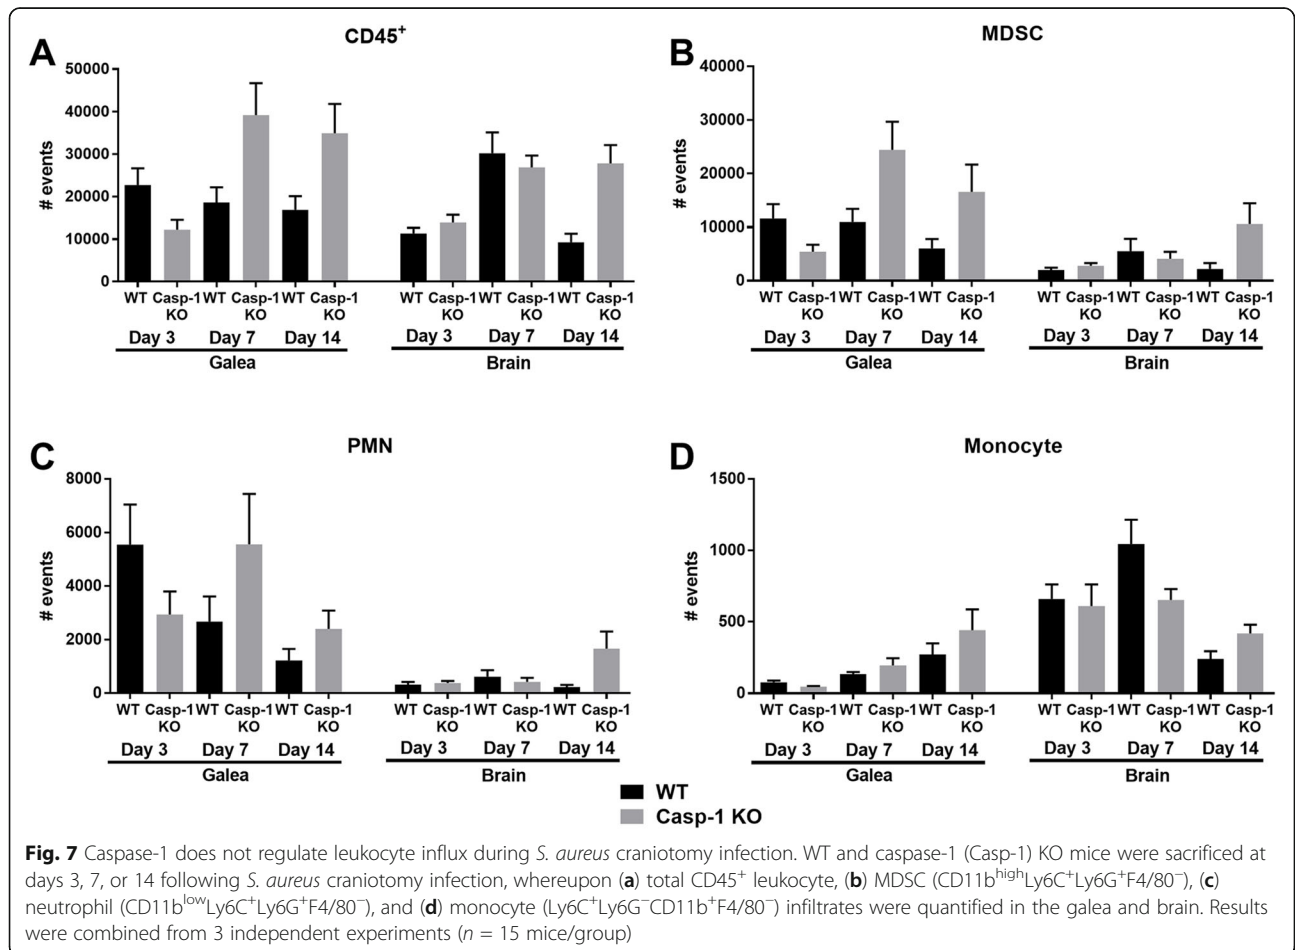 A
CD45⁺
# events
50000
40000
30000
20000
10000
0
WT Casp-1 KO WT Casp-1 KO WT Casp-1 KO WT Casp-1 KO WT Casp-1 KO WT Casp-1 KO
Day 3 Day 7 Day 14 Day 3 Day 7 Day 14
Galea Brain
B
MDSC
# events
40000
30000
20000
10000
0
WT Casp-1 KO WT Casp-1 KO WT Casp-1 KO WT Casp-1 KO WT Casp-1 KO WT Casp-1 KO
Day 3 Day 7 Day 14 Day 3 Day 7 Day 14
Galea Brain
C
PMN
# events
8000
6000
4000
2000
0
WT Casp-1 KO WT Casp-1 KO WT Casp-1 KO WT Casp-1 KO WT Casp-1 KO WT Casp-1 KO
Day 3 Day 7 Day 14 Day 3 Day 7 Day 14
Galea Brain
D
Monocyte
# events
1500
1000
500
0
WT Casp-1 KO WT Casp-1 KO WT Casp-1 KO WT Casp-1 KO WT Casp-1 KO WT Casp-1 KO
Day 3 Day 7 Day 14 Day 3 Day 7 Day 14
Galea Brain
WT
Casp-1 KO
Fig. 7 Caspase-1 does not regulate leukocyte influx during S. aureus craniotomy infection. WT and caspase-1 (Casp-1) KO mice were sacrificed at
days 3, 7, or 14 following S. aureus craniotomy infection, whereupon (a) total CD45⁺ leukocyte, (b) MDSC (CD11b^high Ly6C⁺Ly6G⁺F4/80⁻), (c)
neutrophil (CD11b^low Ly6C⁺Ly6G⁺F4/80⁻), and (d) monocyte (Ly6C⁺Ly6G⁻CD11b⁺F4/80⁻) infiltrates were quantified in the galea and brain. Results
were combined from 3 independent experiments (n = 15 mice/group)